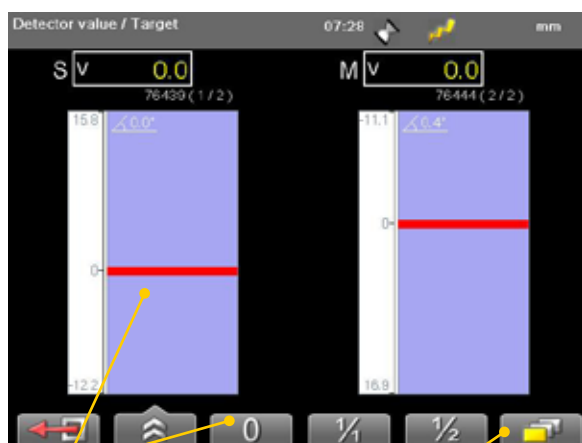 Detector value / Target 07:28 mm
S V 0.0 M V 0.0
76439(1/2) 76444(2/2)
15.8 0.0° -11.1 0.4°
0
0
-12.2 16.9
0 1/1 1/2